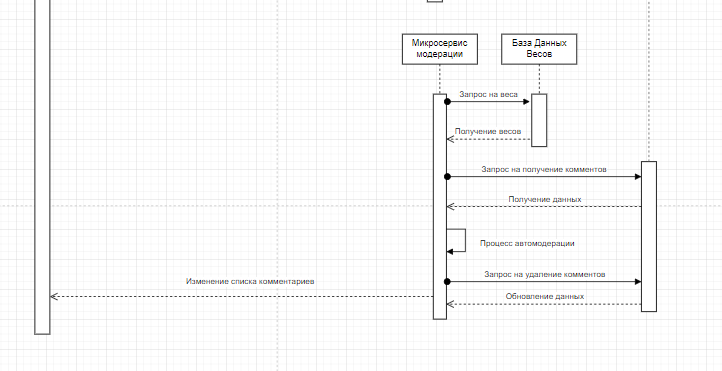 Микросервис
модерации
База Данных
Весов
Запрос на веса
Получение весов
Запрос на получение комментов
Получение данных
Процесс автомодерации
Запрос на удаление комментов
Изменение списка комментариев
Обновление данных